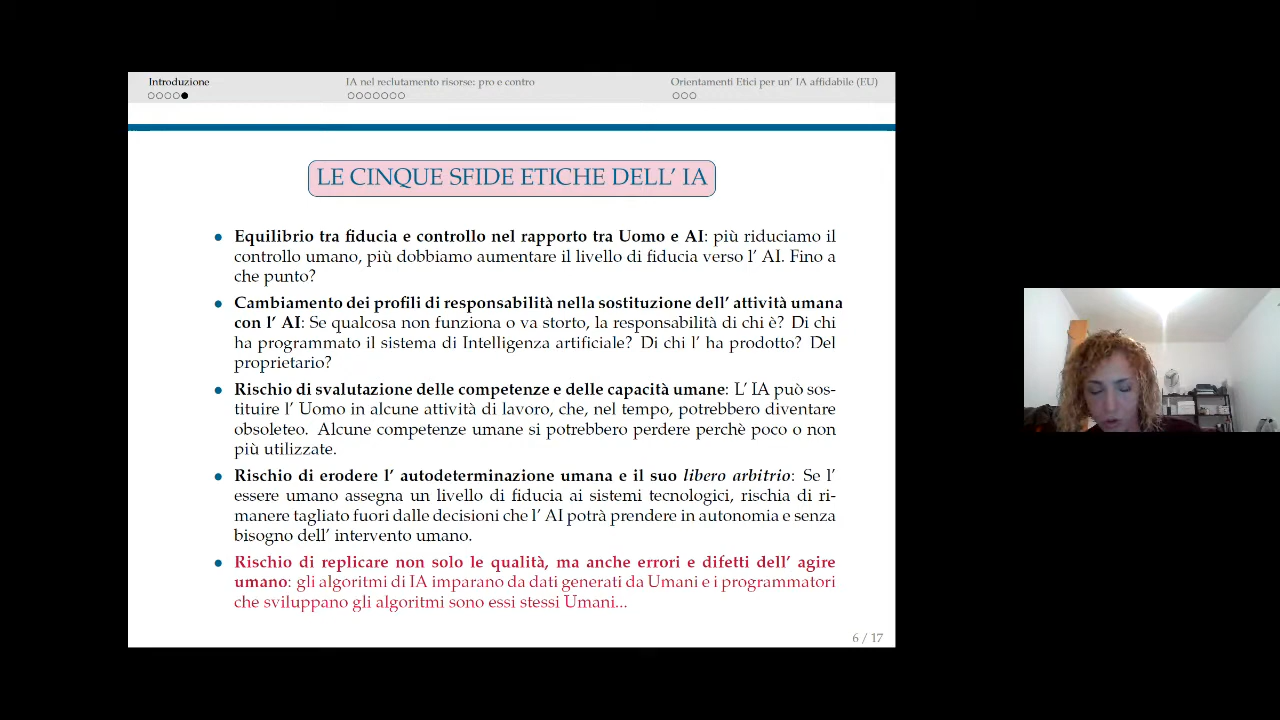 Introduzione
IA nel reclutamento risorse: pro e contro
Orientamenti Etici per un' IA affidabile (EU)
LE CINQUE SFIDE ETICHE DELL' IA
Equilibrio tra fiducia e controllo nel rapporto tra Uomo e AI: più riduciamo il
controllo umano, più dobbiamo aumentare il livello di fiducia verso l' AI. Fino a
che punto?
Cambiamento dei profili di responsabilità nella sostituzione dell' attività umana
con l' AI: Se qualcosa non funziona o va storto, la responsabilità di chi è? Di chi
ha programmato il sistema di Intelligenza artificiale? Di chi l' ha prodotto? Del
proprietario?
Rischio di svalutazione delle competenze e delle capacità umane: L' IA può sos-
tituire l' Uomo in alcune attività di lavoro, che, nel tempo, potrebbero diventare
obsoleteo. Alcune competenze umane si potrebbero perdere perchè poco o non
più utilizzate.
Rischio di erodere l' autodeterminazione umana e il suo libero arbitrio: Se l'
essere umano assegna un livello di fiducia ai sistemi tecnologici, rischia di ri-
manere tagliato fuori dalle decisioni che l' AI potrà prendere in autonomia e senza
bisogno dell' intervento umano.
Rischio di replicare non solo le qualità, ma anche errori e difetti dell' agire
umano: gli algoritmi di IA imparano da dati generati da Umani e i programmatori
che sviluppano gli algoritmi sono essi stessi Umani...
6 / 17